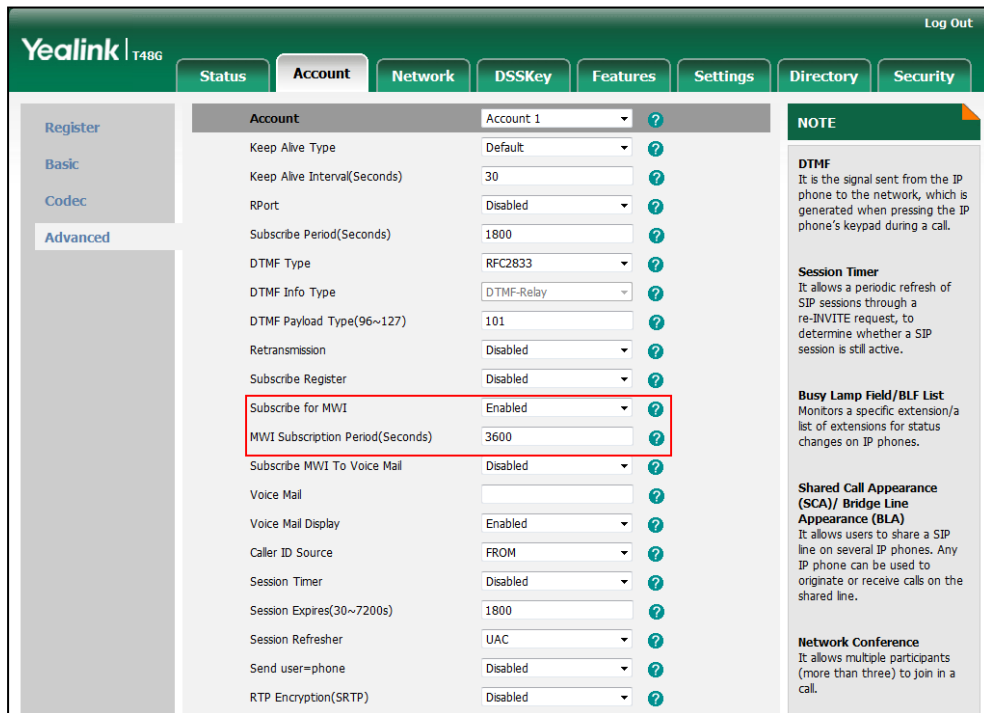 Log Out
Yealink T48G
Status Account Network DSSKey Features Settings Directory Security
Register
Basic
Codec
Advanced
Account Account 1
Keep Alive Type Default
Keep Alive Interval(Seconds) 30
RPort Disabled
Subscribe Period(Seconds) 1800
DTMF Type RFC2833
DTMF Info Type DTMF-Relay
DTMF Payload Type(96~127) 101
Retransmission Disabled
Subscribe Register Disabled
Subscribe for MWI Enabled
MWI Subscription Period(Seconds) 3600
Subscribe MWI To Voice Mail Disabled
Voice Mail
Voice Mail Display Enabled
Caller ID Source FROM
Session Timer Disabled
Session Expires(30~7200s) 1800
Session Refresher UAC
Send user=phone Disabled
RTP Encryption(SRTP) Disabled
NOTE
DTMF
It is the signal sent from the IP
phone to the network, which is
generated when pressing the IP
phone's keypad during a call.
Session Timer
It allows a periodic refresh of
SIP sessions through a
re-INVITE request, to
determine whether a SIP
session is still active.
Busy Lamp Field/BLF List
Monitors a specific extension/a
list of extensions for status
changes on IP phones.
Shared Call Appearance
(SCA)/ Bridge Line
Appearance (BLA)
It allows users to share a SIP
line on several IP phones. Any
IP phone can be used to
originate or receive calls on the
shared line.
Network Conference
It allows multiple participants
(more than three) to join in a
call.